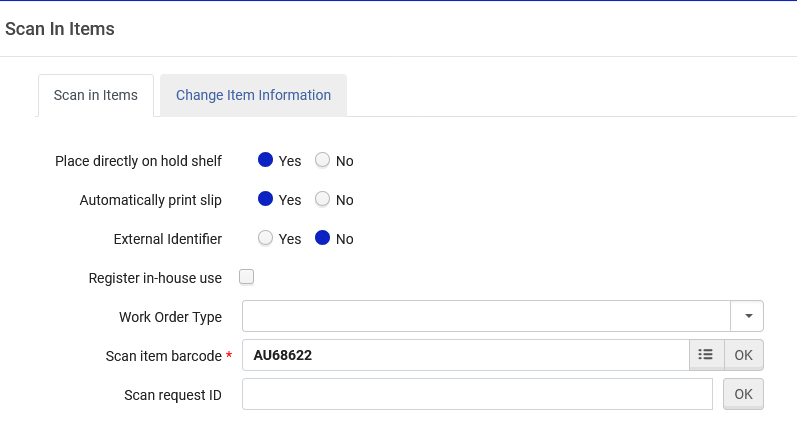 Scan In Items
Scan in Items Change Item Information
Place directly on hold shelf Yes No
Automatically print slip Yes No
External Identifier Yes No
Register in-house use
Work Order Type
Scan item barcode * AU68622 OK
Scan request ID OK